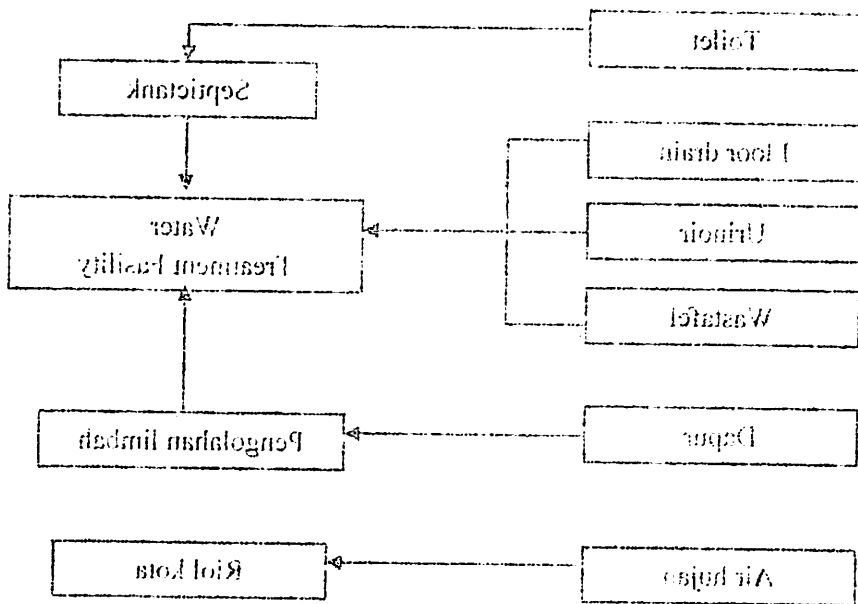 Toilet
Septictank
Floor drain
Water
Treatment Fasility
Urinoir
Wastafel
Pengolahan limbah
Dapur
Riol kota
Air hujan